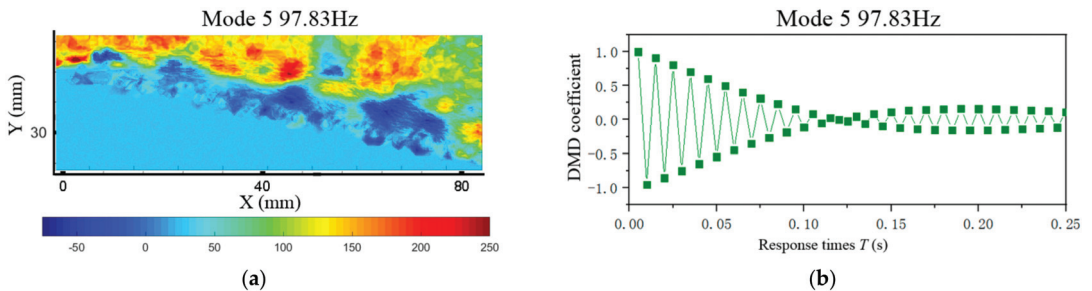 Mode 5 97.83Hz
Y (mm)
30
0 40 80
X (mm)
-50 0 50 100 150 200 250
(a)
Mode 5 97.83Hz
DMD coefficient
1.0
0.5
0.0
-0.5
-1.0
0.00 0.05 0.10 0.15 0.20 0.25
Response times T (s)
(b)